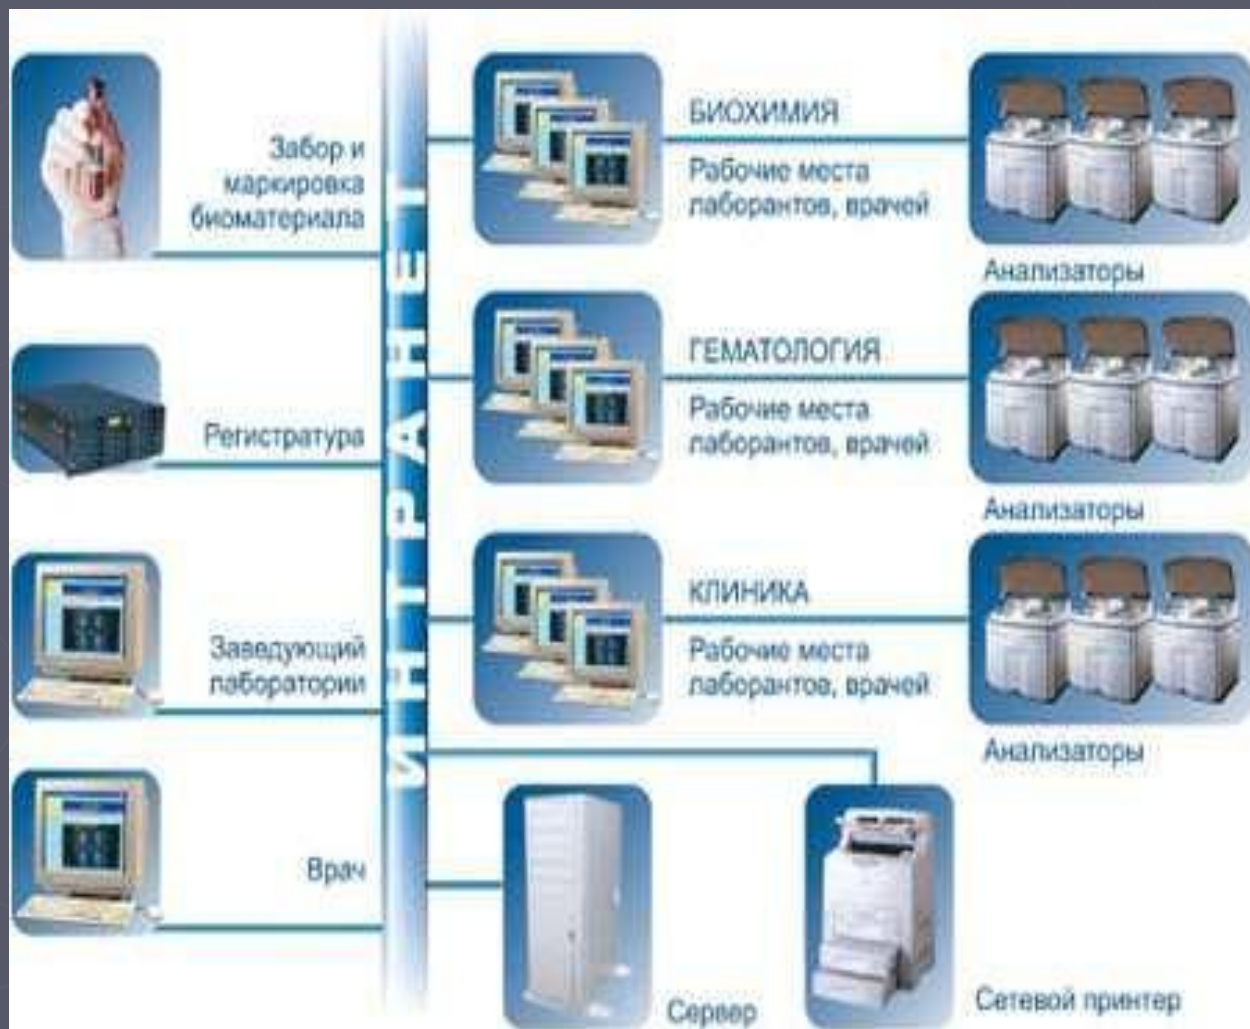 Забор и
маркировка
биоматериала
Регистратура
Заведующий
лаборатории
Врач
ИНТРАНЕТ
БИОХИМИЯ
Рабочие места
лаборантов, врачей
Анализаторы
ГЕМАТОЛОГИЯ
Рабочие места
лаборантов, врачей
Анализаторы
КЛИНИКА
Рабочие места
лаборантов, врачей
Анализаторы
Сервер
Сетевой принтер